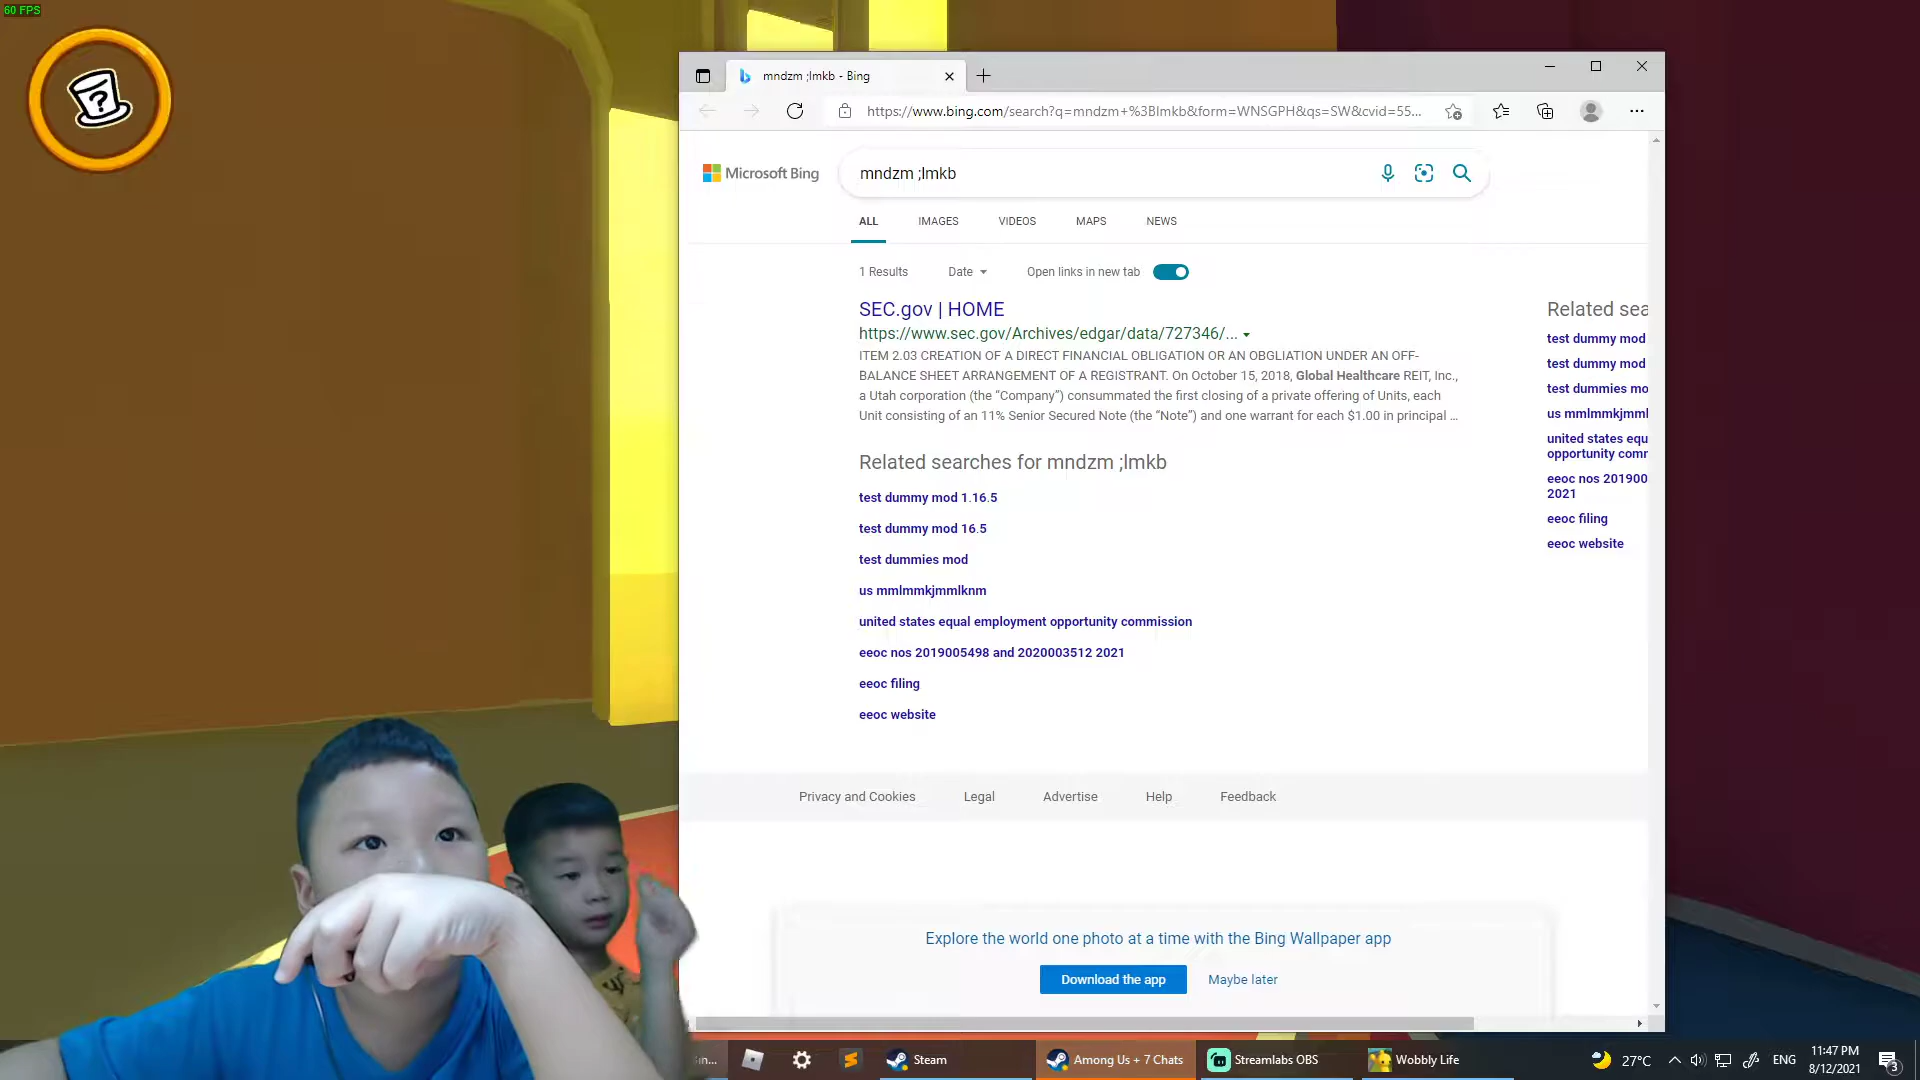 60 FPS
?
mndzm ;lmkb - Bing
https://www.bing.com/search?q=mndzm+%3Blmkb&form=WNSGPH&qs=SW&cvid=55...
Microsoft Bing
mndzm ;lmkb
ALL IMAGES VIDEOS MAPS NEWS
1 Results Date Open links in new tab
SEC.gov | HOME
https://www.sec.gov/Archives/edgar/data/727346/...
ITEM 2.03 CREATION OF A DIRECT FINANCIAL OBLIGATION OR AN OBGLIATION UNDER AN OFF-
BALANCE SHEET ARRANGEMENT OF A REGISTRANT. On October 15, 2018, Global Healthcare REIT, Inc.,
a Utah corporation (the “Company”) consummated the first closing of a private offering of Units, each
Unit consisting of an 11% Senior Secured Note (the “Note”) and one warrant for each $1.00 in principal ...
Related searches for mndzm ;lmkb
test dummy mod 1.16.5
test dummy mod 16.5
test dummies mod
us mmlmmkjmmlknm
united states equal employment opportunity commission
eeoc nos 2019005498 and 2020003512 2021
eeoc filing
eeoc website
Related sea
test dummy mod
test dummy mod
test dummies mo
us mmlmmkjmml
united states equ
opportunity comm
eeoc nos 201900
2021
eeoc filing
eeoc website
Privacy and Cookies Legal Advertise Help Feedback
Explore the world one photo at a time with the Bing Wallpaper app
Download the app Maybe later
in... Steam Among Us + 7 Chats Streamlabs OBS Wobbly Life 27°C ENG 11:47 PM
8/12/2021
3